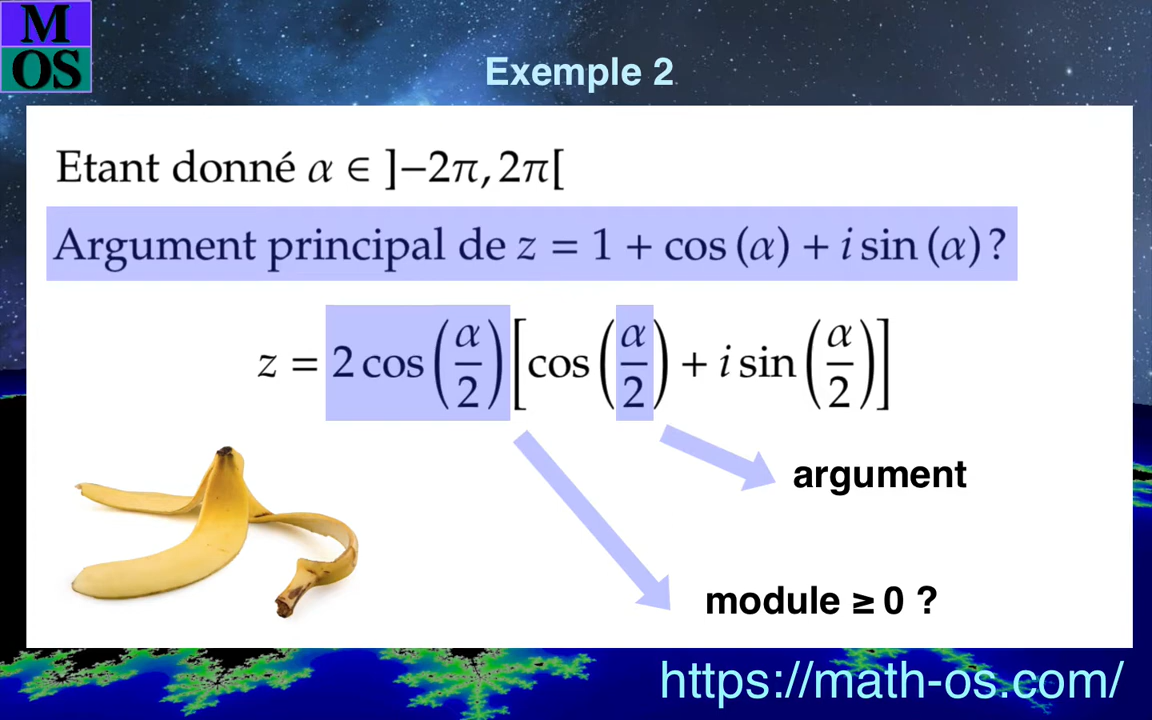 M
OS
Exemple 2
Etant donné α ∈ ]−2π, 2π[
Argument principal de z = 1 + cos (α) + i sin (α) ?
z = 2 cos (α/2) [cos (α/2) + i sin (α/2)]
argument
module ≥ 0 ?
https://math-os.com/